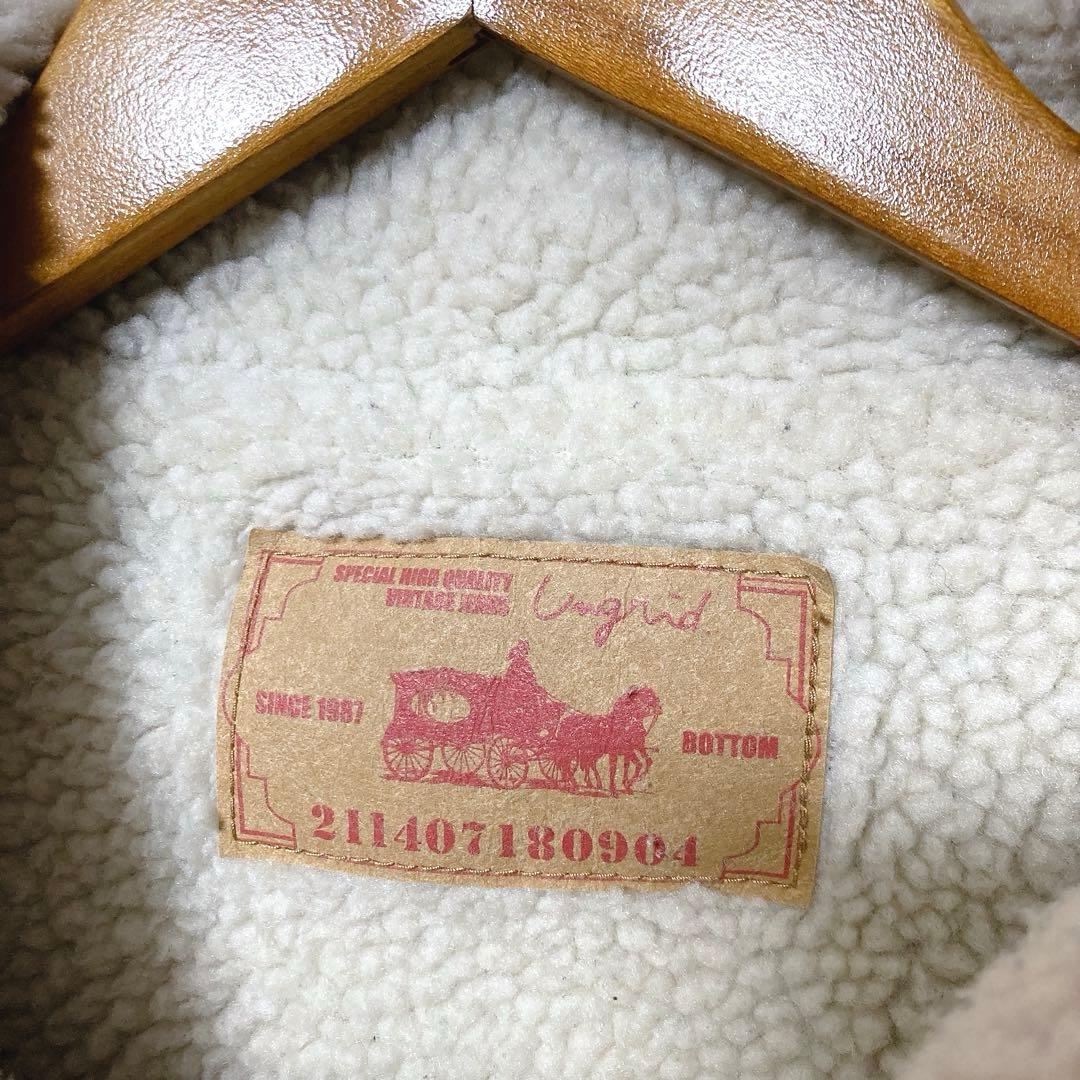 SPECIAL HIGH QUALITY
VINTAGE JEANS
Ungrid
SINCE 1987
BOTTOM
211407180904